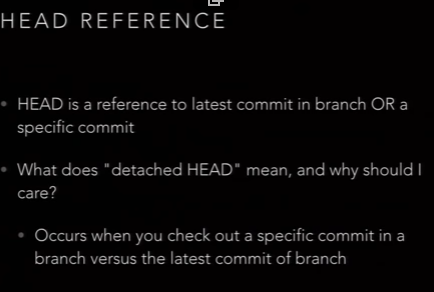 HEAD REFERENCE
• HEAD is a reference to latest commit in branch OR a
specific commit
• What does "detached HEAD" mean, and why should I
care?
• Occurs when you check out a specific commit in a
branch versus the latest commit of branch